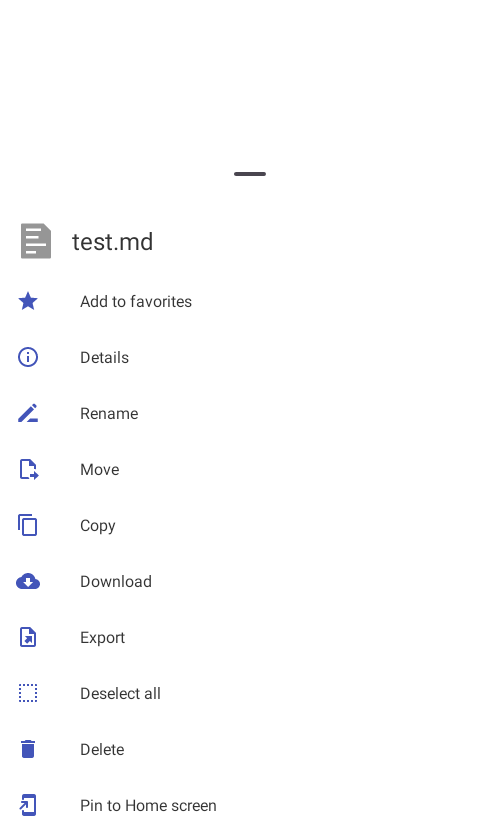 test.md
Add to favorites
Details
Rename
Move
Copy
Download
Export
Deselect all
Delete
Pin to Home screen